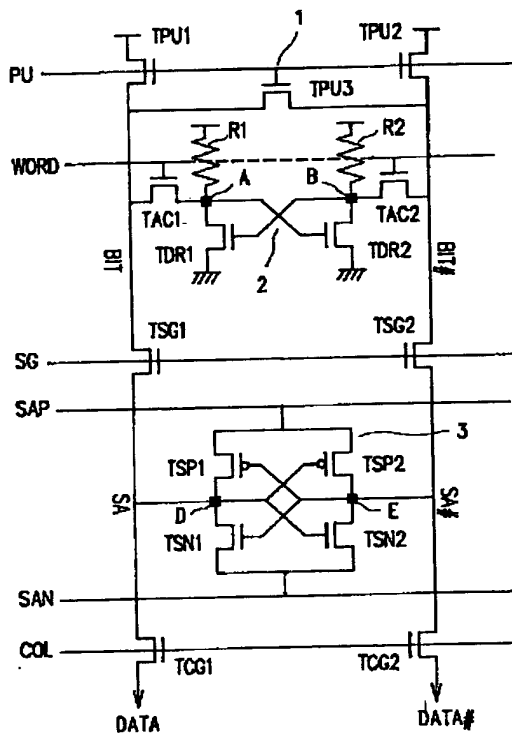 TPU1
1
TPU2
PU
TPU3
R1
R2
WORD
A
B
TAC1
TAC2
TDR1
2
TDR2
BIT
BIT#
TSG1
TSG2
SG
SAP
3
TSP1
TSP2
SA
D
E
SA#
TSN1
TSN2
SAN
COL
TCG1
TCG2
DATA
DATA#